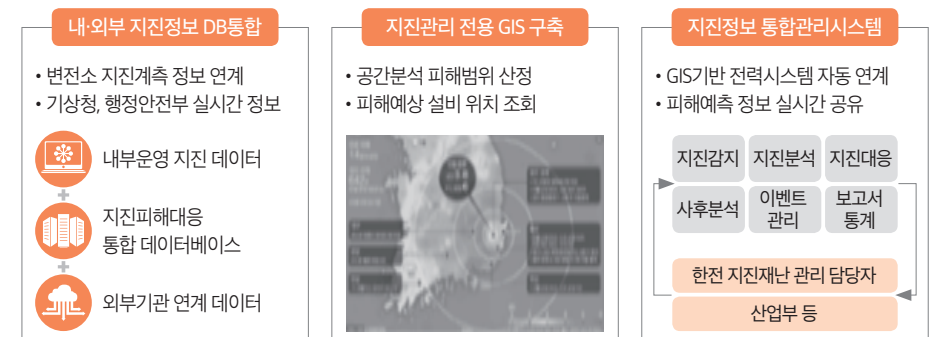 내·외부 지진정보 DB통합
• 변전소 지진계측 정보 연계
• 기상청, 행정안전부 실시간 정보
내부운영 지진 데이터
지진피해대응
통합 데이터베이스
외부기관 연계 데이터
지진관리 전용 GIS 구축
• 공간분석 피해범위 산정
• 피해예상 설비 위치 조회
지진정보 통합관리시스템
• GIS기반 전력시스템 자동 연계
• 피해예측 정보 실시간 공유
지진감지 지진분석 지진대응
사후분석
이벤트
관리
보고서
통계
한전 지진재난 관리 담당자
산업부 등